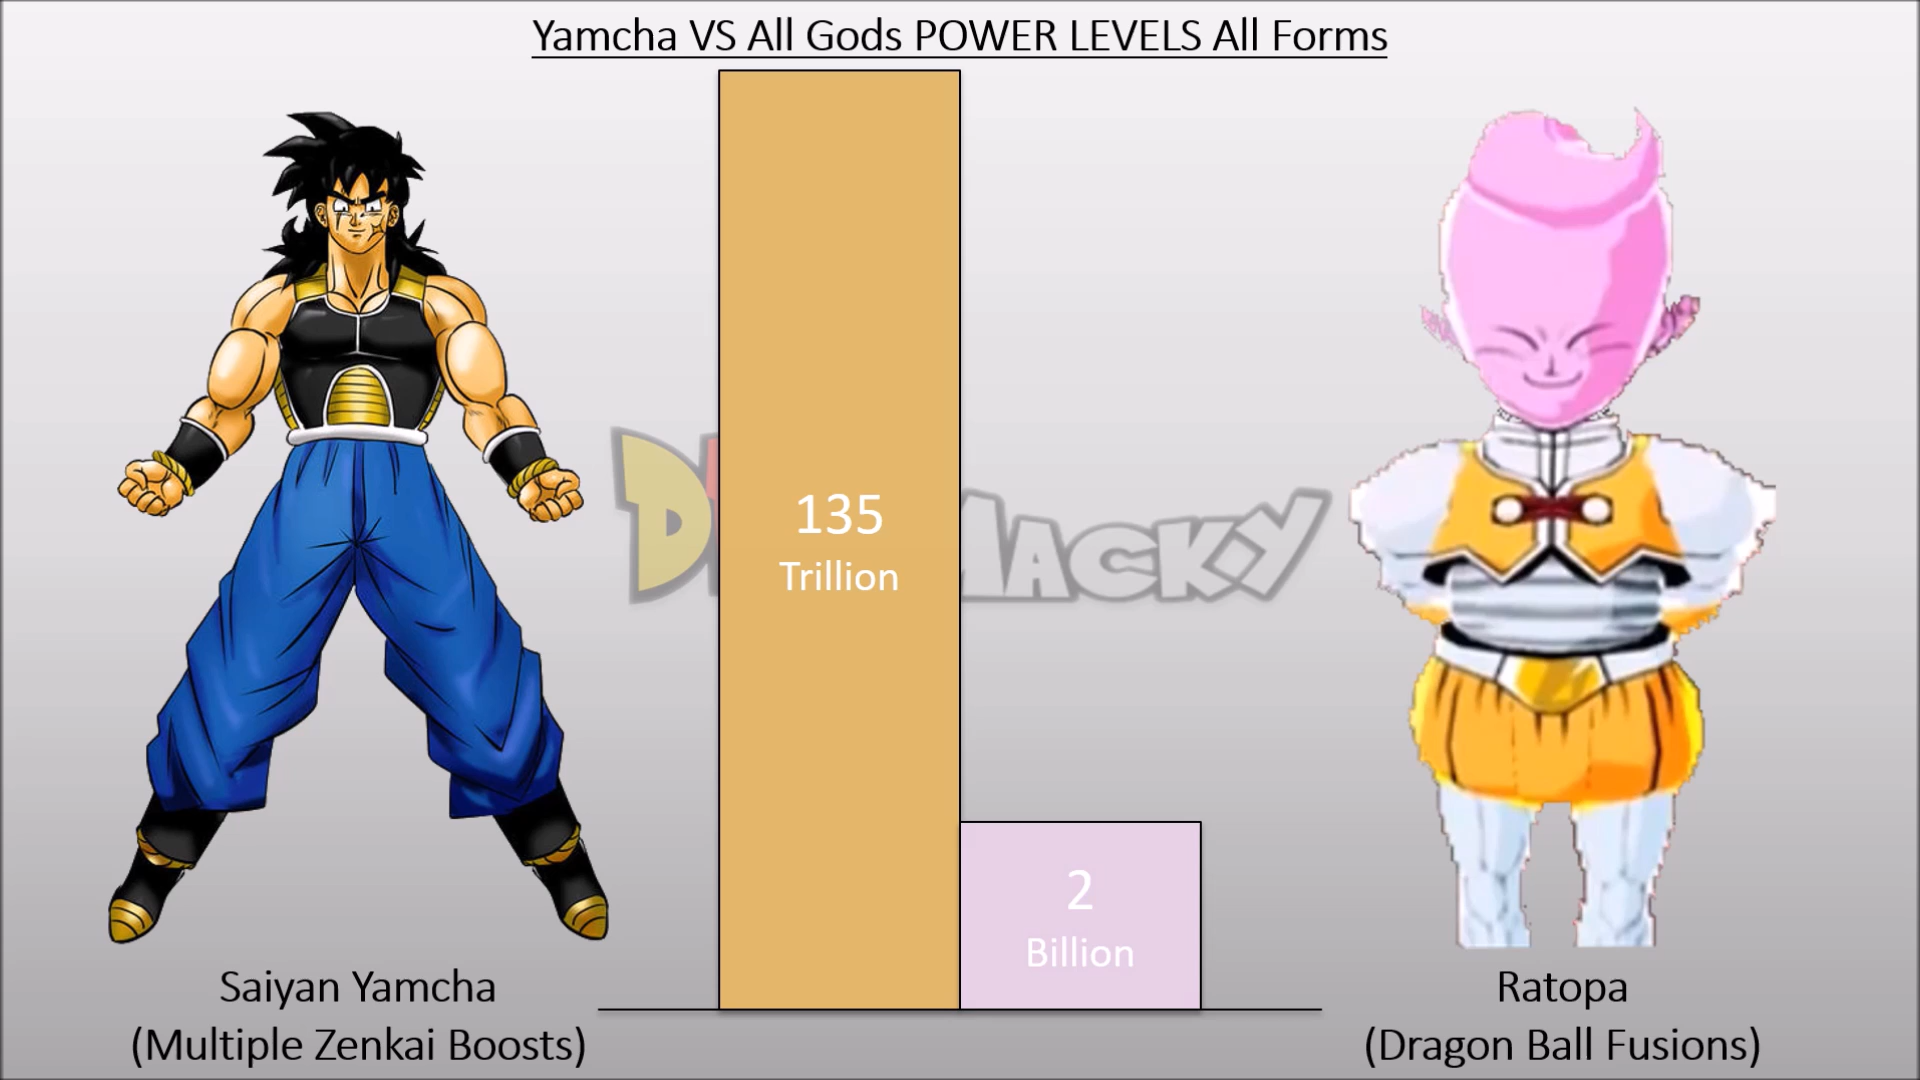 Yamcha VS All Gods POWER LEVELS All Forms
135
Trillion
2
Billion
Saiyan Yamcha
(Multiple Zenkai Boosts)
Ratopa
(Dragon Ball Fusions)